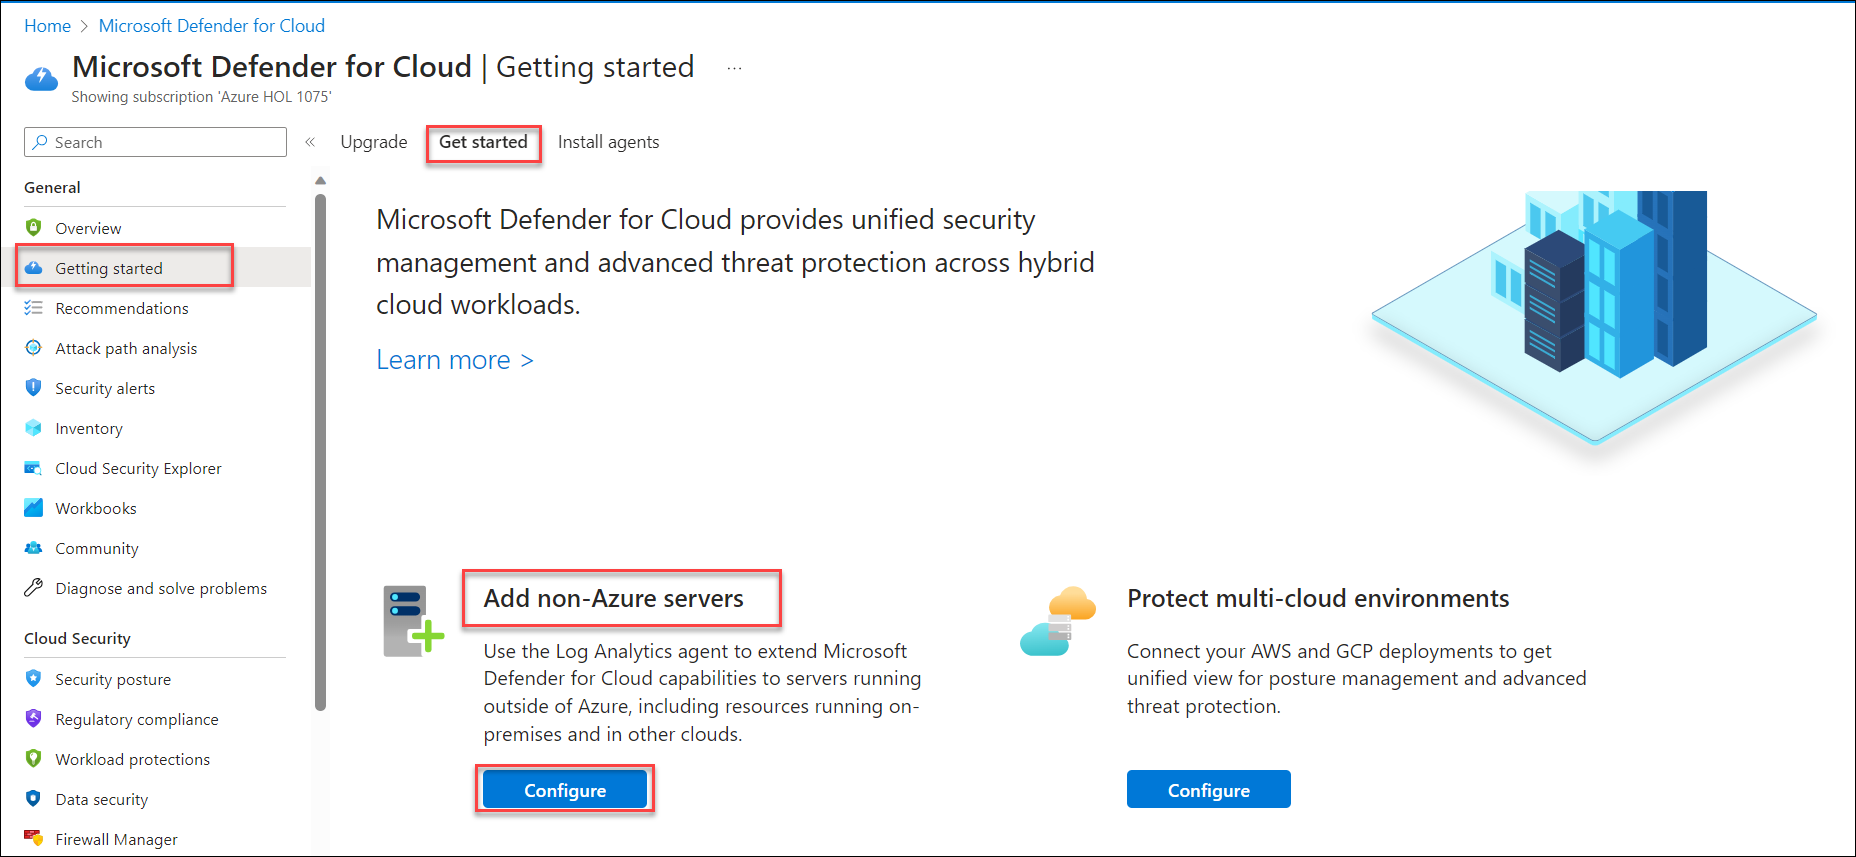 Home > Microsoft Defender for Cloud
Microsoft Defender for Cloud | Getting started ...
Showing subscription 'Azure HOL 1075'
Search
«
Upgrade
Get started
Install agents
General
Overview
Getting started
Recommendations
Attack path analysis
Security alerts
Inventory
Cloud Security Explorer
Workbooks
Community
Diagnose and solve problems
Cloud Security
Security posture
Regulatory compliance
Workload protections
Data security
Firewall Manager
Microsoft Defender for Cloud provides unified security
management and advanced threat protection across hybrid
cloud workloads.
Learn more >
Add non-Azure servers
Use the Log Analytics agent to extend Microsoft
Defender for Cloud capabilities to servers running
outside of Azure, including resources running on-
premises and in other clouds.
Configure
Protect multi-cloud environments
Connect your AWS and GCP deployments to get
unified view for posture management and advanced
threat protection.
Configure